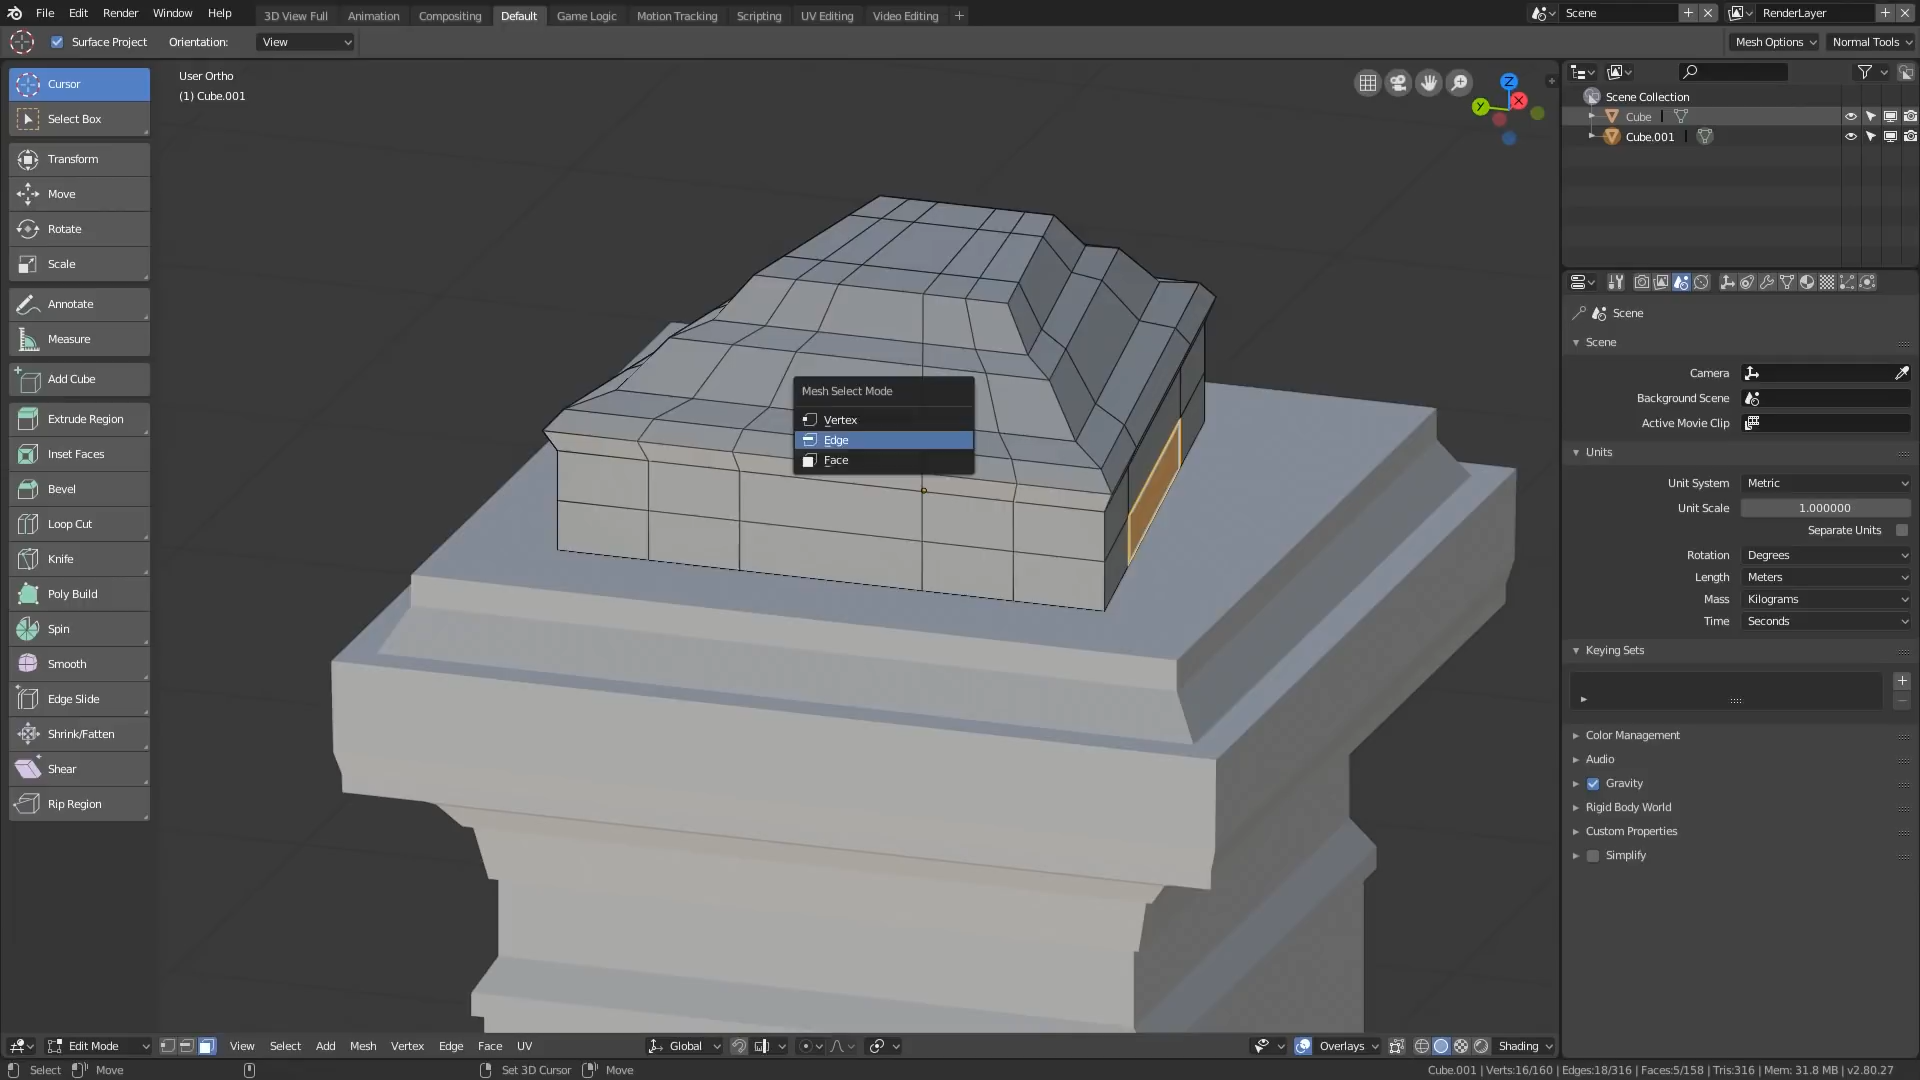 File Edit Render Window Help
3D View Full Animation Compositing Default Game Logic Motion Tracking Scripting UV Editing Video Editing +
Scene
RenderLayer
Surface Project Orientation: View
Mesh Options Normal Tools
Cursor
Select Box
Transform
Move
Rotate
Scale
Annotate
Measure
Add Cube
Extrude Region
Inset Faces
Bevel
Loop Cut
Knife
Poly Build
Spin
Smooth
Edge Slide
Shrink/Fatten
Shear
Rip Region
User Ortho
(1) Cube.001
Z
Y
X
Mesh Select Mode
Vertex
Edge
Face
Scene Collection
Cube
Cube.001
Scene
Scene
Camera
Background Scene
Active Movie Clip
Units
Unit System Metric
Unit Scale 1.000000
Separate Units
Rotation Degrees
Length Meters
Mass Kilograms
Time Seconds
Keying Sets
Color Management
Audio
Gravity
Rigid Body World
Custom Properties
Simplify
Edit Mode View Select Add Mesh Vertex Edge Face UV Global Overlays Shading
Select Move Set 3D Cursor Move
Cube.001 | Verts:16/160 | Edges:18/316 | Faces:5/158 | Tris:316 | Mem: 31.8 MB | v2.80.27